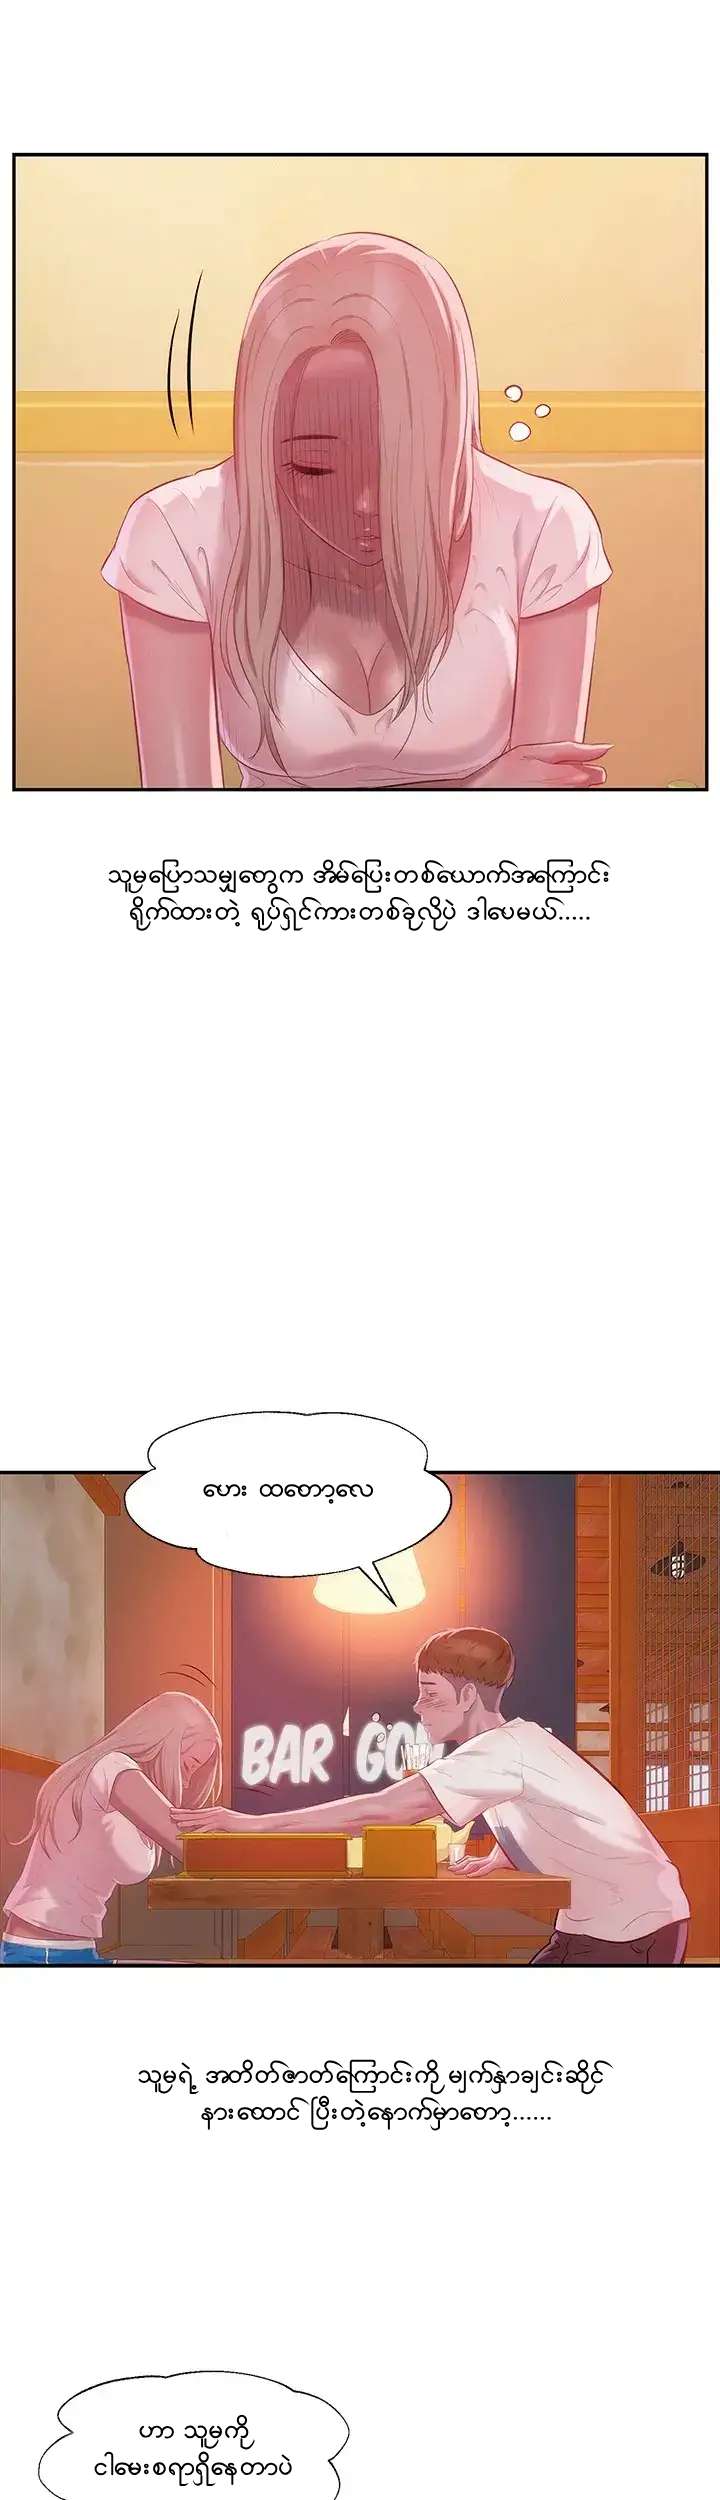 သူမပြောသမျှတွေက အိမ်ပြေးတစ်ယောက်အကြောင်း
ရိုက်ထားတဲ့ ရုပ်ရှင်ကားတစ်ခုလိုပဲ ဒါပေမယ်.....
ဟေး ထတော့လေ
BAR GO
သူမရဲ့ အတိတ်ဇာတ်ကြောင်းကို မျက်နှာချင်းဆိုင်
နားထောင် ပြီးတဲ့နောက်မှာတော့......
ဟာ သူမကို
ငါမေးစရာရှိနေတာပဲ